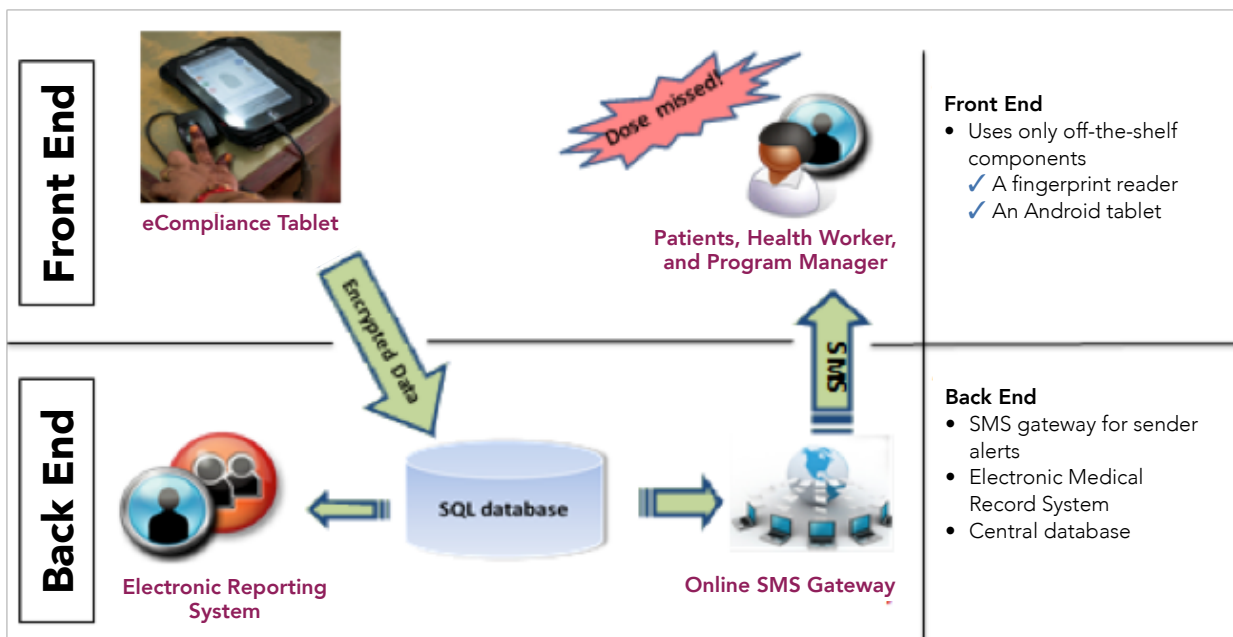 Front End
eCompliance Tablet
Dose missed!
Patients, Health Worker,
and Program Manager
Front End
• Uses only off-the-shelf
components
✓ A fingerprint reader
✓ An Android tablet
Encrypted Data
SMS
Back End
Electronic Reporting
System
SQL database
Online SMS Gateway
Back End
• SMS gateway for sender
alerts
• Electronic Medical
Record System
• Central database